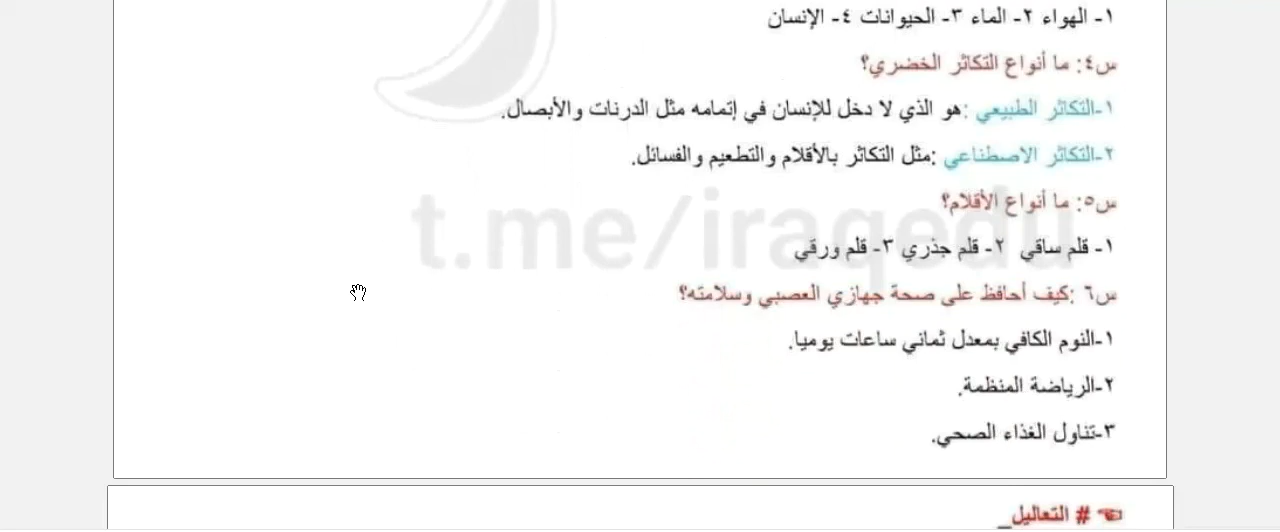 ١- الهواء ٢- الماء ٣- الحيوانات ٤- الإنسان
س٤: ما أنواع التكاثر الخضري؟
١-التكاثر الطبيعي :هو الذي لا دخل للإنسان في إتمامه مثل الدرنات والأبصال.
٢-التكاثر الاصطناعي :مثل التكاثر بالأقلام والتطعيم والفسائل.
س٥: ما أنواع الأقلام؟
t.me/iraqedu
١- قلم ساقي ٢- قلم جذري ٣- قلم ورقي
س٦ :كيف أحافظ على صحة جهازي العصبي وسلامته؟
١-النوم الكافي بمعدل ثماني ساعات يوميا.
٢-الرياضة المنظمة.
٣-تناول الغذاء الصحي.
☜ # التعاليل_